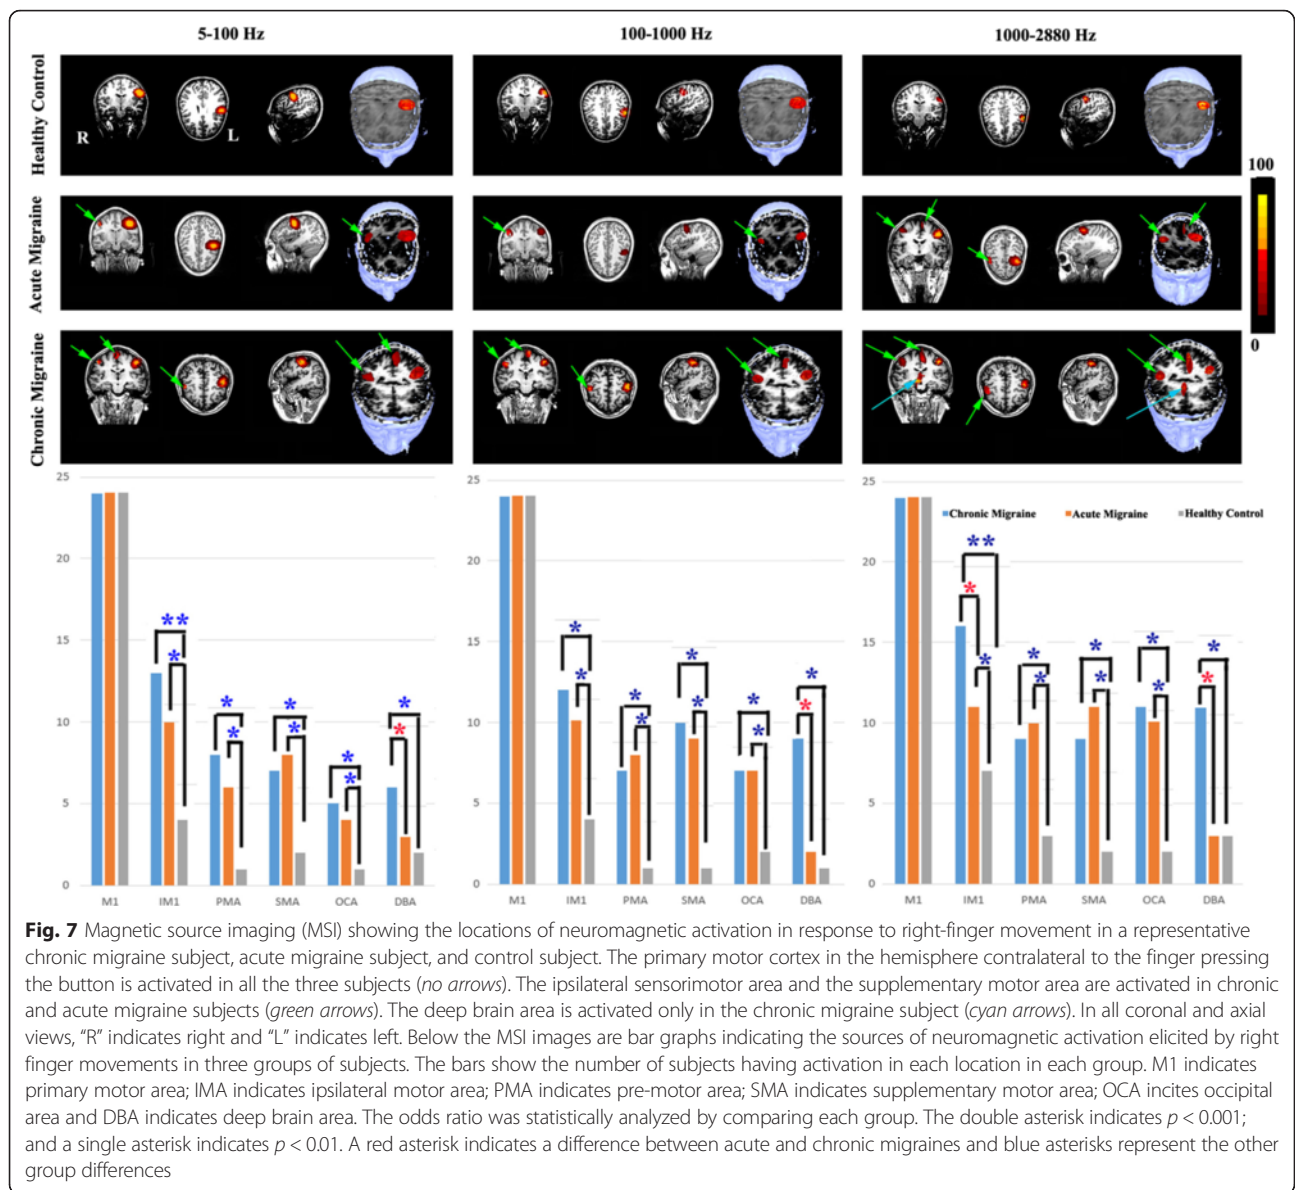 5-100 Hz
100-1000 Hz
1000-2880 Hz
Healthy Control
R
L
Acute Migraine
Chronic Migraine
100
0
25
20
15
10
5
0
** * * * * * * * * *
M1 IM1 PMA SMA OCA DBA
25
20
15
10
5
0
* * * * * * * * * *
M1 IM1 PMA SMA OCA DBA
25
20
15
10
5
0
Chronic Migraine Acute Migraine Healthy Control
** * * * * * * * * * *
M1 IM1 PMA SMA OCA DBA
Fig. 7 Magnetic source imaging (MSI) showing the locations of neuromagnetic activation in response to right-finger movement in a representative
chronic migraine subject, acute migraine subject, and control subject. The primary motor cortex in the hemisphere contralateral to the finger pressing
the button is activated in all the three subjects (no arrows). The ipsilateral sensorimotor area and the supplementary motor area are activated in chronic
and acute migraine subjects (green arrows). The deep brain area is activated only in the chronic migraine subject (cyan arrows). In all coronal and axial
views, “R” indicates right and “L” indicates left. Below the MSI images are bar graphs indicating the sources of neuromagnetic activation elicited by right
finger movements in three groups of subjects. The bars show the number of subjects having activation in each location in each group. M1 indicates
primary motor area; IMA indicates ipsilateral motor area; PMA indicates pre-motor area; SMA indicates supplementary motor area; OCA incites occipital
area and DBA indicates deep brain area. The odds ratio was statistically analyzed by comparing each group. The double asterisk indicates p < 0.001;
and a single asterisk indicates p < 0.01. A red asterisk indicates a difference between acute and chronic migraines and blue asterisks represent the other
group differences